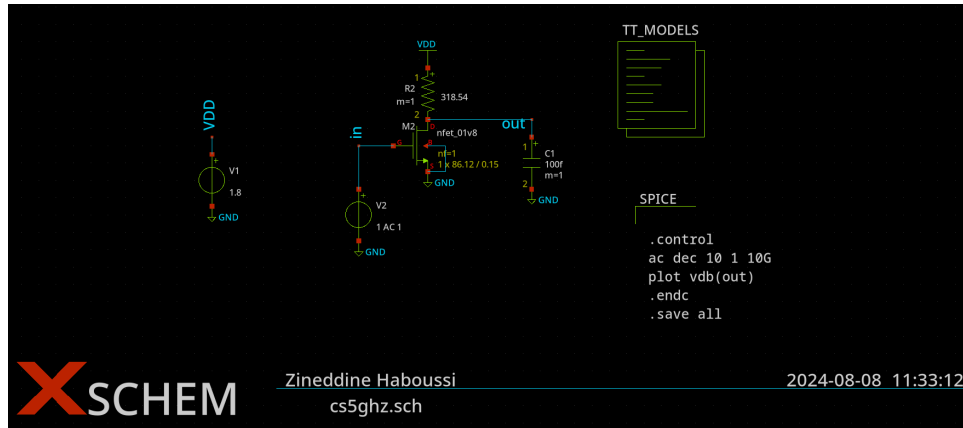 TT_MODELS
VDD
1
+
R2
318.54
m=1
2
VDD
in
M2
D
nfet_01v8
out
G
B
nf=1
1 x 86.12 / 0.15
S
GND
+
1
C1
100f
m=1
2
GND
+
V1
1.8
GND
+
V2
1 AC 1
GND
SPICE
.control
ac dec 10 1 10G
plot vdb(out)
.endc
.save all
XSCHEM
Zineddine Haboussi
2024-08-08 11:33:12
cs5ghz.sch